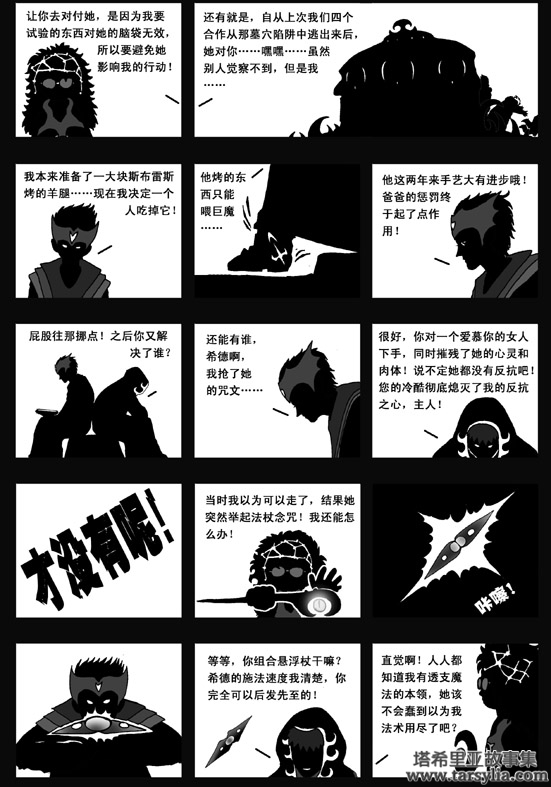 让你去对付她，是因为我要
试验的东西对她的脑袋无效，
所以要避免她
影响我的行动！
还有就是，自从上次我们四个
合作从那墓穴陷阱中逃出来后，
她对你……嘿嘿……虽然
别人觉察不到，但是我
……
我本来准备了一大块斯布雷斯
烤的羊腿……现在我决定一个
人吃掉它！
他烤的东
西只能
喂巨魔
……
他这两年来手艺大有进步哦！
爸爸的惩罚终
于起了点作
用！
屁股往那挪点！之后你又解
决了谁？
还能有谁，
希德啊，
我抢了她
的咒文……
很好，你对一个爱慕你的女人
下手，同时摧残了她的心灵和
肉体！说不定她都没有反抗吧！
您的冷酷彻底熄灭了我的反抗
之心，主人！
才没有呢！
当时我以为可以走了，结果她
突然举起法杖念咒！我还能怎
么办！
咔嚓！
等等，你组合悬浮杖干嘛？
希德的施法速度我清楚，你
完全可以后发先至的！
直觉啊！人人都
知道我有透支魔
法的本领，她该
不会蠢到以为我
法术用尽了吧？
塔希里亚故事集
www.tarsylia.com